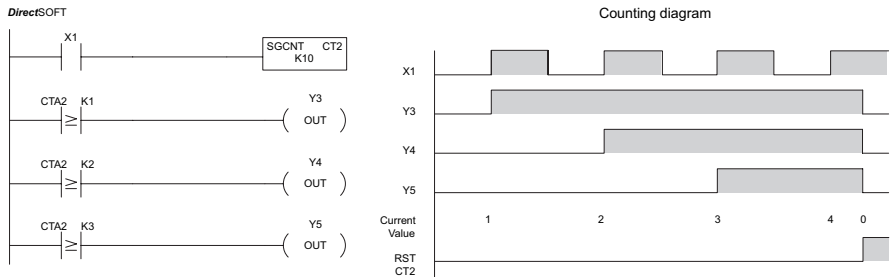 DirectSOFT
X1
SGCNT CT2
K10
CTA2 K1
≥
Y3
OUT
CTA2 K2
≥
Y4
OUT
CTA2 K3
≥
Y5
OUT
Counting diagram
X1
Y3
Y4
Y5
Current
Value
1 2 3 4 0
RST
CT2